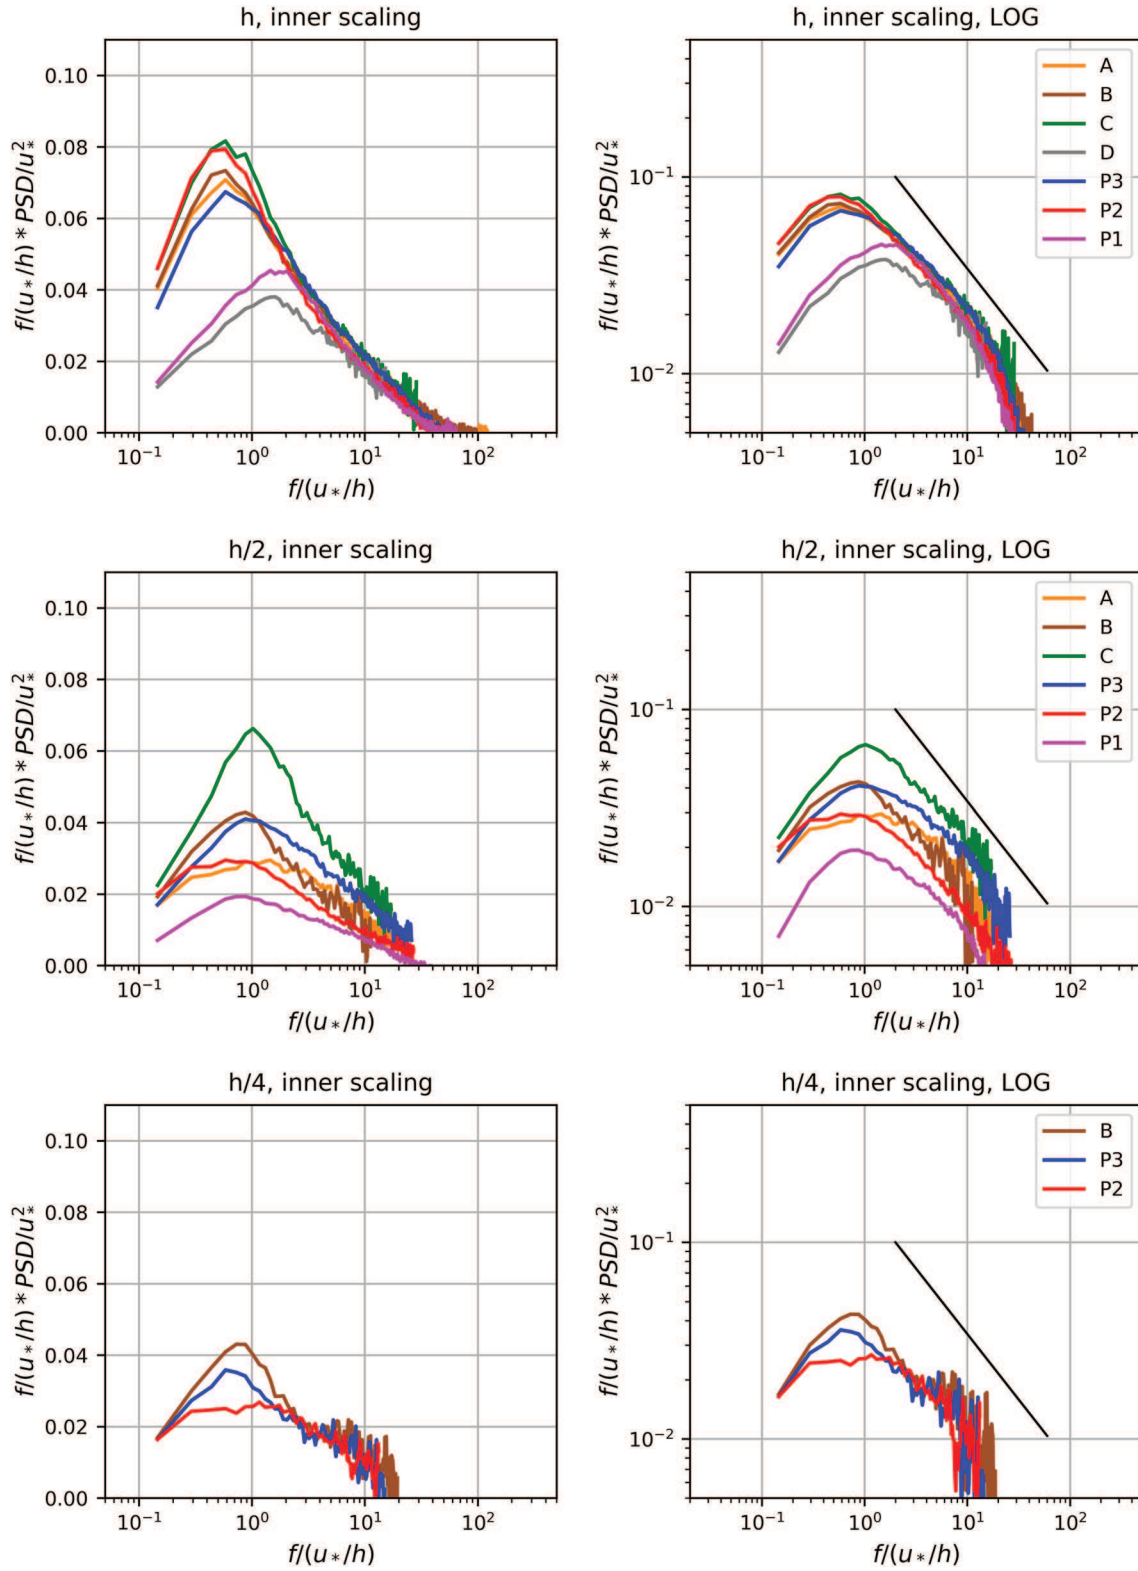 h, inner scaling
h, inner scaling, LOG
f/(u*/h) * PSD/u*²
0.10
0.08
0.06
0.04
0.02
0.00
10⁻¹
10⁰
10¹
10²
f/(u*/h)
f/(u*/h) * PSD/u*²
10⁻¹
10⁻²
A
B
C
D
P3
P2
P1
10⁻¹
10⁰
10¹
10²
f/(u*/h)
h/2, inner scaling
h/2, inner scaling, LOG
f/(u*/h) * PSD/u*²
0.10
0.08
0.06
0.04
0.02
0.00
10⁻¹
10⁰
10¹
10²
f/(u*/h)
f/(u*/h) * PSD/u*²
10⁻¹
10⁻²
A
B
C
P3
P2
P1
10⁻¹
10⁰
10¹
10²
f/(u*/h)
h/4, inner scaling
h/4, inner scaling, LOG
f/(u*/h) * PSD/u*²
0.10
0.08
0.06
0.04
0.02
0.00
10⁻¹
10⁰
10¹
10²
f/(u*/h)
f/(u*/h) * PSD/u*²
10⁻¹
10⁻²
B
P3
P2
10⁻¹
10⁰
10¹
10²
f/(u*/h)